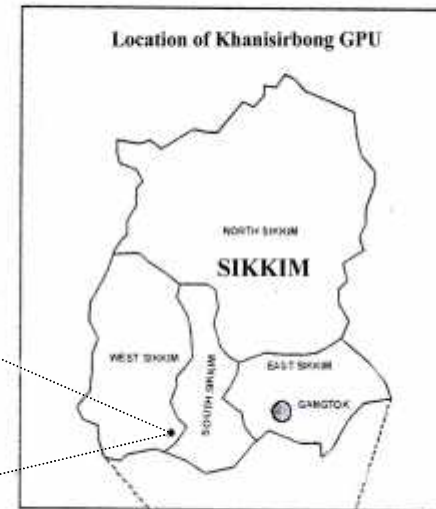 Location of Khanisirbong GPU
NORTH SIKKIM
SIKKIM
WEST SIKKIM
SOUTH SIKKIM
EAST SIKKIM
GANGTOK